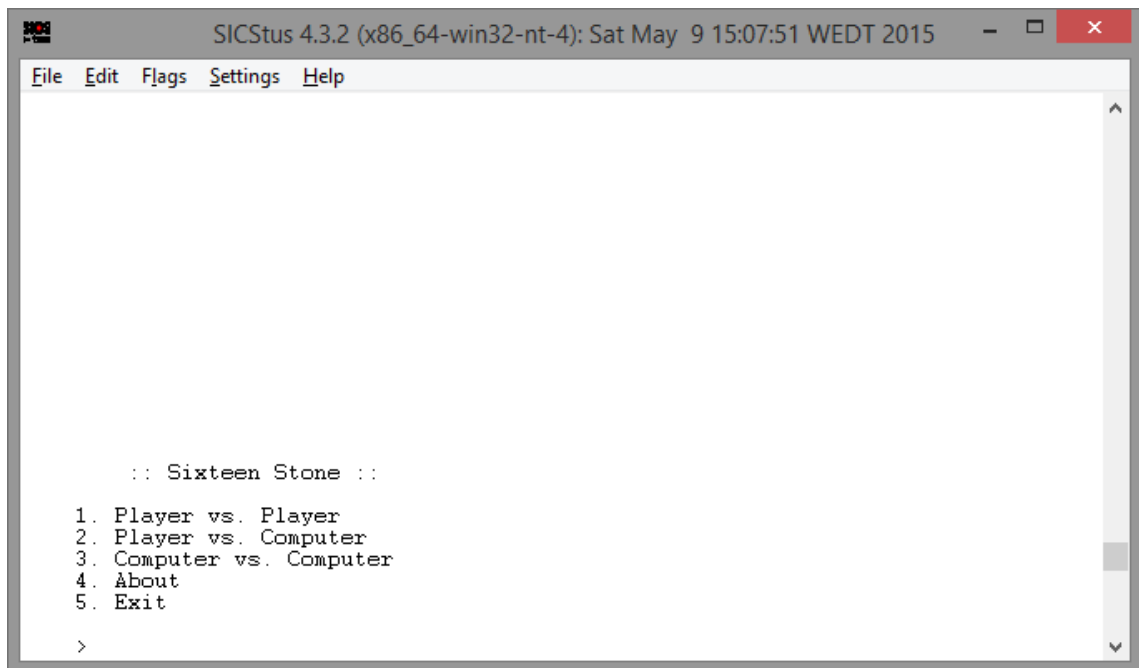 SICStus 4.3.2 (x86_64-win32-nt-4): Sat May  9 15:07:51 WEDT 2015
File Edit Flags Settings Help
:: Sixteen Stone ::
1. Player vs. Player
2. Player vs. Computer
3. Computer vs. Computer
4. About
5. Exit
>